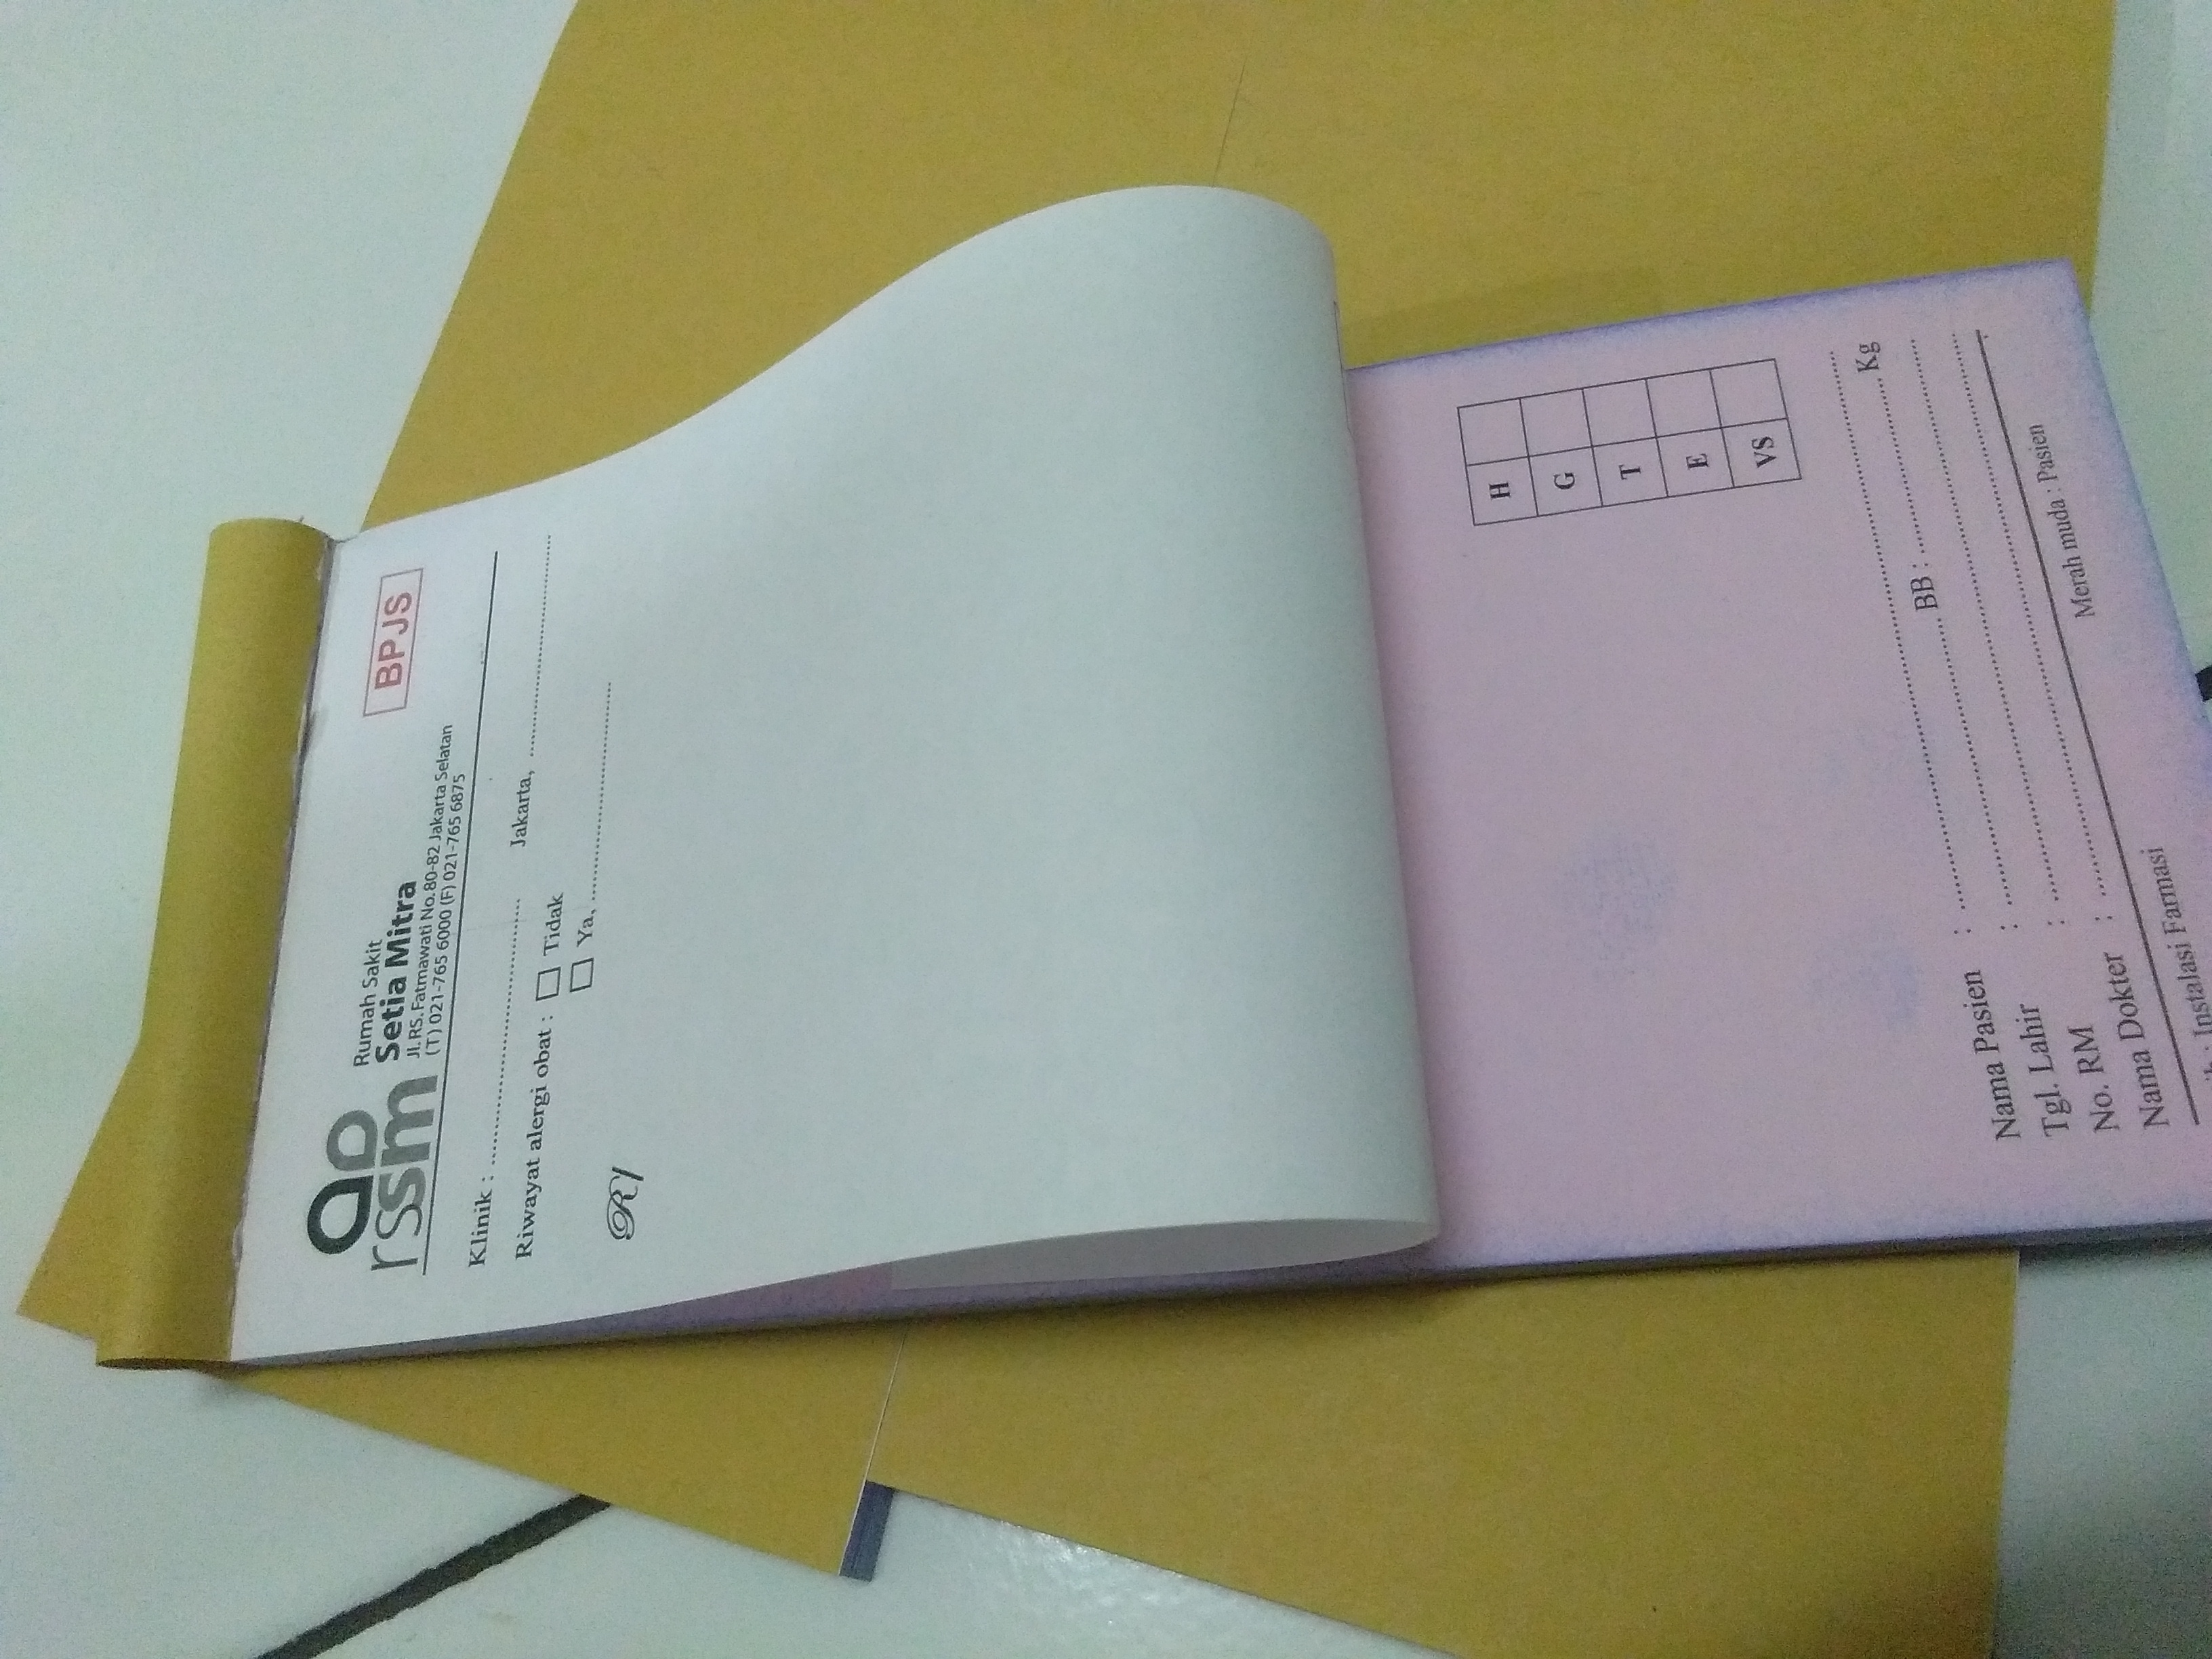 rssm
Rumah Sakit
Setia Mitra
Jl. RS. Fatmawati No.80-82 Jakarta Selatan
(T) 021-765 6000 (F) 021-765 6875
BPJS
Klinik : .................... Jakarta, ....................
Riwayat alergi obat : Tidak
Ya, ....................
R/
H
G
T
E
VS
Nama Pasien : ....................
Tgl. Lahir : .................... BB : .................... Kg
No. RM : ....................
Nama Dokter : ....................
: Instalasi Farmasi Merah muda : Pasien